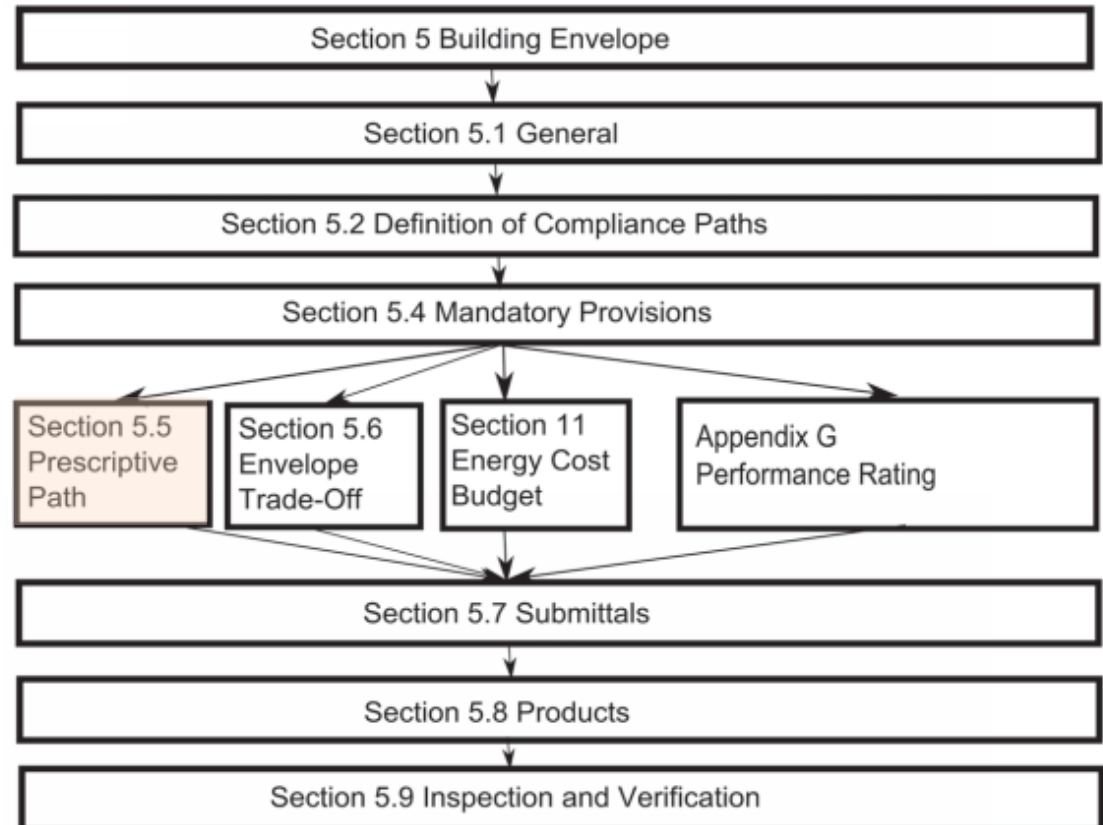 Section 5 Building Envelope
Section 5.1 General
Section 5.2 Definition of Compliance Paths
Section 5.4 Mandatory Provisions
Section 5.5
Prescriptive
Path
Section 5.6
Envelope
Trade-Off
Section 11
Energy Cost
Budget
Appendix G
Performance Rating
Section 5.7 Submittals
Section 5.8 Products
Section 5.9 Inspection and Verification